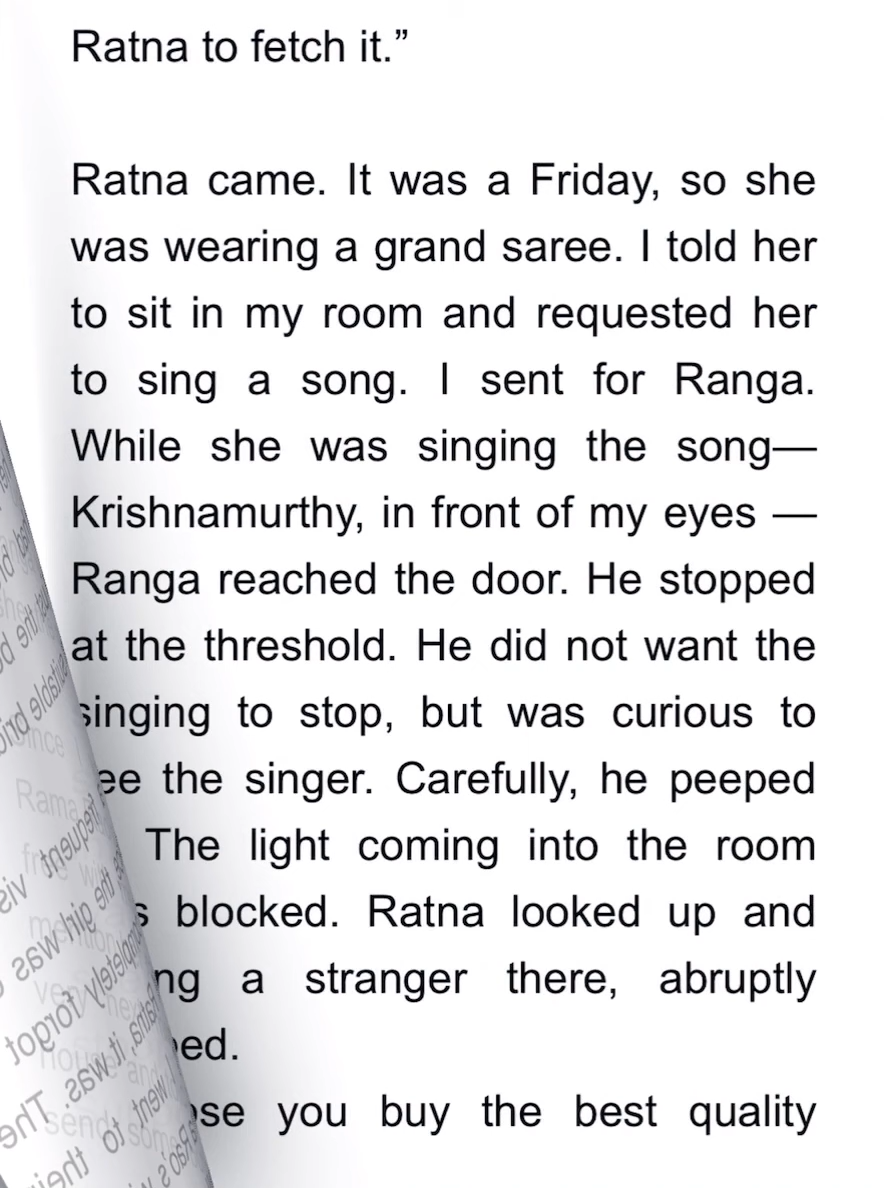 Ratna to fetch it.”
Ratna came. It was a Friday, so she
was wearing a grand saree. I told her
to sit in my room and requested her
to sing a song. I sent for Ranga.
While she was singing the song—
Krishnamurthy, in front of my eyes —
Ranga reached the door. He stopped
at the threshold. He did not want the
singing to stop, but was curious to
the singer. Carefully, he peeped
The light coming into the room
blocked. Ratna looked up and
a stranger there, abruptly
you buy the best quality